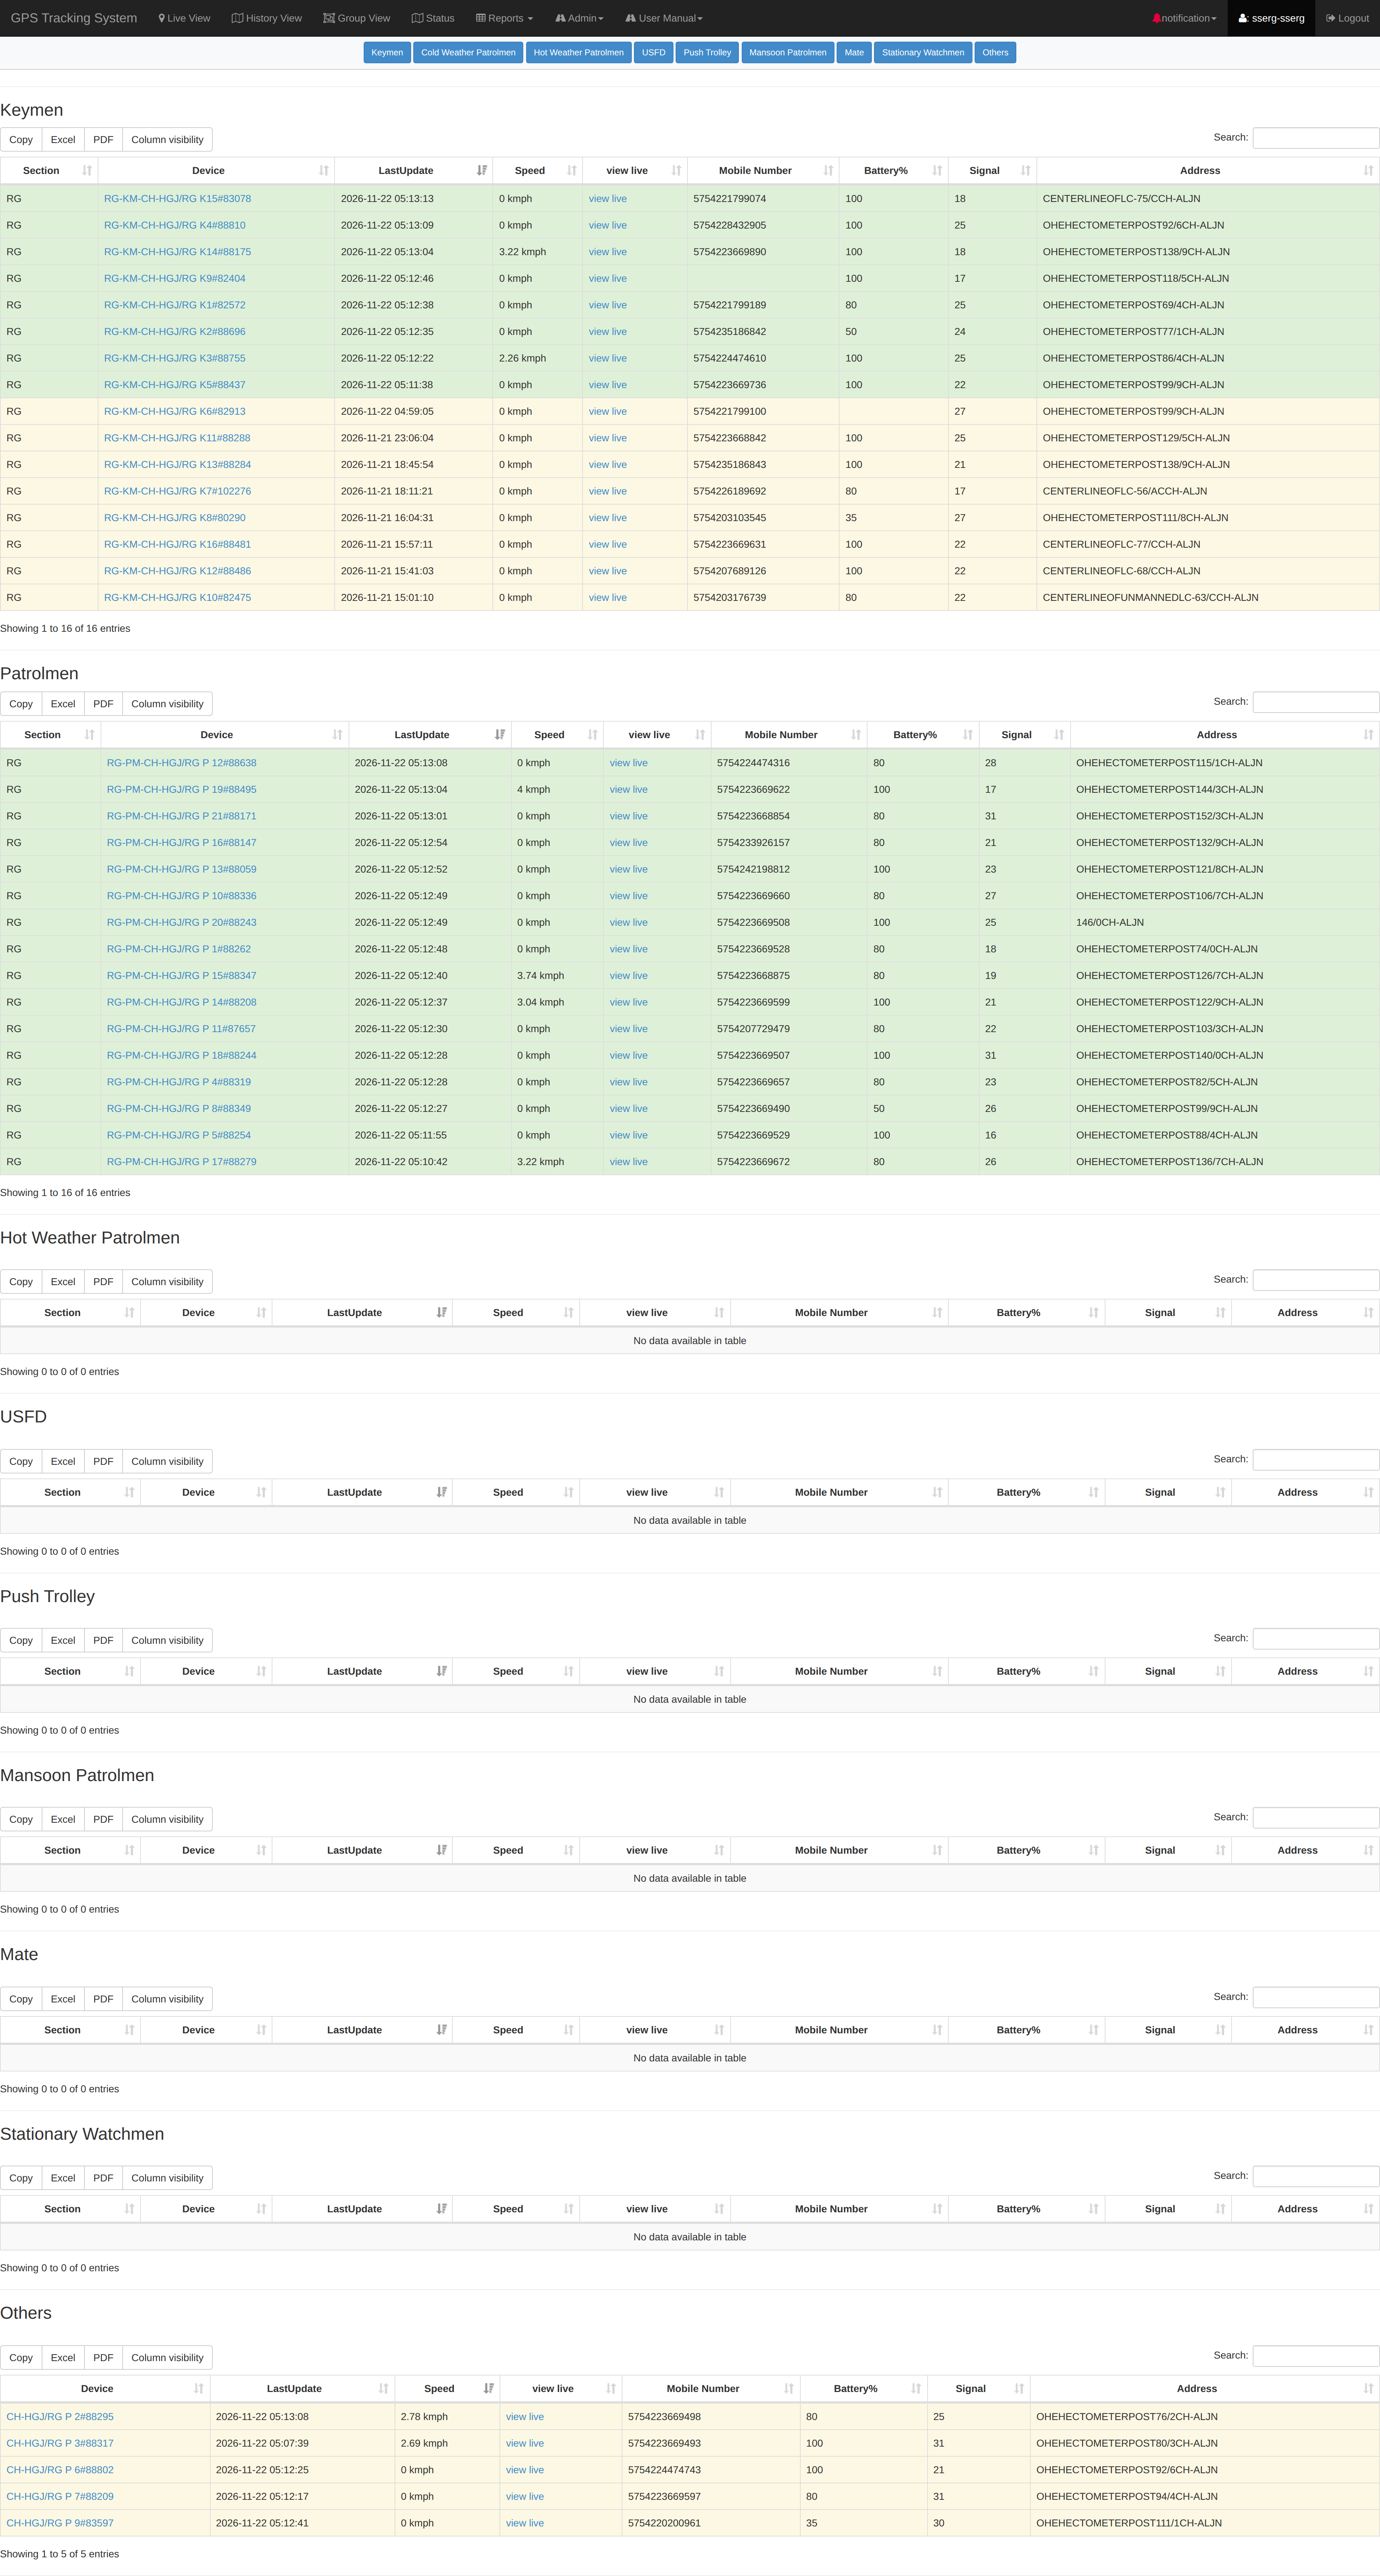 GPS Tracking System Live View History View Group View Status Reports Admin User Manual notification : sserg-sserg Logout
Keymen Cold Weather Patrolmen Hot Weather Patrolmen USFD Push Trolley Mansoon Patrolmen Mate Stationary Watchmen Others
Keymen
Copy Excel PDF Column visibility Search:
Section Device LastUpdate Speed view live Mobile Number Battery% Signal Address
RG RG-KM-CH-HGJ/RG K15#83078 2026-11-22 05:13:13 0 kmph view live 5754221799074 100 18 CENTERLINEOFLC-75/CCH-ALJN
RG RG-KM-CH-HGJ/RG K4#88810 2026-11-22 05:13:09 0 kmph view live 5754228432905 100 25 OHEHECTOMETERPOST92/6CH-ALJN
RG RG-KM-CH-HGJ/RG K14#88175 2026-11-22 05:13:04 3.22 kmph view live 5754223669890 100 18 OHEHECTOMETERPOST138/9CH-ALJN
RG RG-KM-CH-HGJ/RG K9#82404 2026-11-22 05:12:46 0 kmph view live 100 17 OHEHECTOMETERPOST118/5CH-ALJN
RG RG-KM-CH-HGJ/RG K1#82572 2026-11-22 05:12:38 0 kmph view live 5754221799189 80 25 OHEHECTOMETERPOST69/4CH-ALJN
RG RG-KM-CH-HGJ/RG K2#88696 2026-11-22 05:12:35 0 kmph view live 5754235186842 50 24 OHEHECTOMETERPOST77/1CH-ALJN
RG RG-KM-CH-HGJ/RG K3#88755 2026-11-22 05:12:22 2.26 kmph view live 5754224474610 100 25 OHEHECTOMETERPOST86/4CH-ALJN
RG RG-KM-CH-HGJ/RG K5#88437 2026-11-22 05:11:38 0 kmph view live 5754223669736 100 22 OHEHECTOMETERPOST99/9CH-ALJN
RG RG-KM-CH-HGJ/RG K6#82913 2026-11-22 04:59:05 0 kmph view live 5754221799100 27 OHEHECTOMETERPOST99/9CH-ALJN
RG RG-KM-CH-HGJ/RG K11#88288 2026-11-21 23:06:04 0 kmph view live 5754223668842 100 25 OHEHECTOMETERPOST129/5CH-ALJN
RG RG-KM-CH-HGJ/RG K13#88284 2026-11-21 18:45:54 0 kmph view live 5754235186843 100 21 OHEHECTOMETERPOST138/9CH-ALJN
RG RG-KM-CH-HGJ/RG K7#102276 2026-11-21 18:11:21 0 kmph view live 5754226189692 80 17 CENTERLINEOFLC-56/ACCH-ALJN
RG RG-KM-CH-HGJ/RG K8#80290 2026-11-21 16:04:31 0 kmph view live 5754203103545 35 27 OHEHECTOMETERPOST111/8CH-ALJN
RG RG-KM-CH-HGJ/RG K16#88481 2026-11-21 15:57:11 0 kmph view live 5754223669631 100 22 CENTERLINEOFLC-77/CCH-ALJN
RG RG-KM-CH-HGJ/RG K12#88486 2026-11-21 15:41:03 0 kmph view live 5754207689126 100 22 CENTERLINEOFLC-68/CCH-ALJN
RG RG-KM-CH-HGJ/RG K10#82475 2026-11-21 15:01:10 0 kmph view live 5754203176739 80 22 CENTERLINEOFUNMANNEDLC-63/CCH-ALJN
Showing 1 to 16 of 16 entries
Patrolmen
Copy Excel PDF Column visibility Search:
Section Device LastUpdate Speed view live Mobile Number Battery% Signal Address
RG RG-PM-CH-HGJ/RG P 12#88638 2026-11-22 05:13:08 0 kmph view live 5754224474316 80 28 OHEHECTOMETERPOST115/1CH-ALJN
RG RG-PM-CH-HGJ/RG P 19#88495 2026-11-22 05:13:04 4 kmph view live 5754223669622 100 17 OHEHECTOMETERPOST144/3CH-ALJN
RG RG-PM-CH-HGJ/RG P 21#88171 2026-11-22 05:13:01 0 kmph view live 5754223668854 80 31 OHEHECTOMETERPOST152/3CH-ALJN
RG RG-PM-CH-HGJ/RG P 16#88147 2026-11-22 05:12:54 0 kmph view live 5754233926157 80 21 OHEHECTOMETERPOST132/9CH-ALJN
RG RG-PM-CH-HGJ/RG P 13#88059 2026-11-22 05:12:52 0 kmph view live 5754242198812 100 23 OHEHECTOMETERPOST121/8CH-ALJN
RG RG-PM-CH-HGJ/RG P 10#88336 2026-11-22 05:12:49 0 kmph view live 5754223669660 80 27 OHEHECTOMETERPOST106/7CH-ALJN
RG RG-PM-CH-HGJ/RG P 20#88243 2026-11-22 05:12:49 0 kmph view live 5754223669508 100 25 146/0CH-ALJN
RG RG-PM-CH-HGJ/RG P 1#88262 2026-11-22 05:12:48 0 kmph view live 5754223669528 80 18 OHEHECTOMETERPOST74/0CH-ALJN
RG RG-PM-CH-HGJ/RG P 15#88347 2026-11-22 05:12:40 3.74 kmph view live 5754223668875 80 19 OHEHECTOMETERPOST126/7CH-ALJN
RG RG-PM-CH-HGJ/RG P 14#88208 2026-11-22 05:12:37 3.04 kmph view live 5754223669599 100 21 OHEHECTOMETERPOST122/9CH-ALJN
RG RG-PM-CH-HGJ/RG P 11#87657 2026-11-22 05:12:30 0 kmph view live 5754207729479 80 22 OHEHECTOMETERPOST103/3CH-ALJN
RG RG-PM-CH-HGJ/RG P 18#88244 2026-11-22 05:12:28 0 kmph view live 5754223669507 100 31 OHEHECTOMETERPOST140/0CH-ALJN
RG RG-PM-CH-HGJ/RG P 4#88319 2026-11-22 05:12:28 0 kmph view live 5754223669657 80 23 OHEHECTOMETERPOST82/5CH-ALJN
RG RG-PM-CH-HGJ/RG P 8#88349 2026-11-22 05:12:27 0 kmph view live 5754223669490 50 26 OHEHECTOMETERPOST99/9CH-ALJN
RG RG-PM-CH-HGJ/RG P 5#88254 2026-11-22 05:11:55 0 kmph view live 5754223669529 100 16 OHEHECTOMETERPOST88/4CH-ALJN
RG RG-PM-CH-HGJ/RG P 17#88279 2026-11-22 05:10:42 3.22 kmph view live 5754223669672 80 26 OHEHECTOMETERPOST136/7CH-ALJN
Showing 1 to 16 of 16 entries
Hot Weather Patrolmen
Copy Excel PDF Column visibility Search:
Section Device LastUpdate Speed view live Mobile Number Battery% Signal Address
No data available in table
Showing 0 to 0 of 0 entries
USFD
Copy Excel PDF Column visibility Search:
Section Device LastUpdate Speed view live Mobile Number Battery% Signal Address
No data available in table
Showing 0 to 0 of 0 entries
Push Trolley
Copy Excel PDF Column visibility Search:
Section Device LastUpdate Speed view live Mobile Number Battery% Signal Address
No data available in table
Showing 0 to 0 of 0 entries
Mansoon Patrolmen
Copy Excel PDF Column visibility Search:
Section Device LastUpdate Speed view live Mobile Number Battery% Signal Address
No data available in table
Showing 0 to 0 of 0 entries
Mate
Copy Excel PDF Column visibility Search:
Section Device LastUpdate Speed view live Mobile Number Battery% Signal Address
No data available in table
Showing 0 to 0 of 0 entries
Stationary Watchmen
Copy Excel PDF Column visibility Search:
Section Device LastUpdate Speed view live Mobile Number Battery% Signal Address
No data available in table
Showing 0 to 0 of 0 entries
Others
Copy Excel PDF Column visibility Search:
Device LastUpdate Speed view live Mobile Number Battery% Signal Address
CH-HGJ/RG P 2#88295 2026-11-22 05:13:08 2.78 kmph view live 5754223669498 80 25 OHEHECTOMETERPOST76/2CH-ALJN
CH-HGJ/RG P 3#88317 2026-11-22 05:07:39 2.69 kmph view live 5754223669493 100 31 OHEHECTOMETERPOST80/3CH-ALJN
CH-HGJ/RG P 6#88802 2026-11-22 05:12:25 0 kmph view live 5754224474743 100 21 OHEHECTOMETERPOST92/6CH-ALJN
CH-HGJ/RG P 7#88209 2026-11-22 05:12:17 0 kmph view live 5754223669597 80 31 OHEHECTOMETERPOST94/4CH-ALJN
CH-HGJ/RG P 9#83597 2026-11-22 05:12:41 0 kmph view live 5754220200961 35 30 OHEHECTOMETERPOST111/1CH-ALJN
Showing 1 to 5 of 5 entries